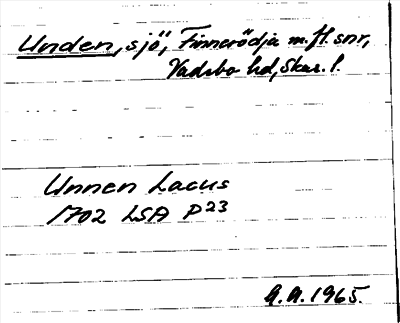 Unden, sjö, Finnerödja m.fl. snr,
Vadsbo hd, Skar. l.
Unnen Lacus
1702 LSA P23
A.A. 1965.